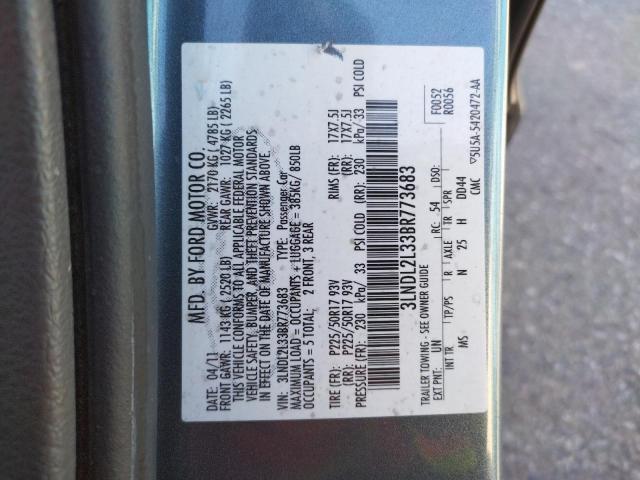 MFD. BY FORD MOTOR CO.
DATE: 04/11 GVWR: 2170 KG ( 4785 LB)
FRONT GAWR: 1143 KG (2520 LB) REAR GAWR: 1027 KG ( 2265 LB)
THIS VEHICLE CONFORMS TO ALL APPLICABLE FEDERAL MOTOR
VEHICLE SAFETY, BUMPER, AND THEFT PREVENTION STANDARDS
IN EFFECT ON THE DATE OF MANUFACTURE SHOWN ABOVE.
VIN: 3LNDL2L33BR773683 TYPE: Passenger Car
MAXIMUM LOAD = OCCUPANTS + LUGGAGE = 385KG/ 850LB
OCCUPANTS = 5 TOTAL: 2 FRONT, 3 REAR
TIRE (FR): P225/50R17 93V RIMS (FR): 17X7.5J
(RR): P225/50R17 93V (RR): 17X7.5J
PRESSURE (FR): 230 kPa/ 33 PSI COLD (RR): 230 kPa/ 33 PSI COLD
3LNDL2L33BR773683
TRAILER TOWING - SEE OWNER GUIDE F0052
R0056
EXT PNT: UN RC: 54 DSO:
INT TR TP/PS R AXLE TR SPR
N 25 H DD44
CMC 5U5A-5420472-AA